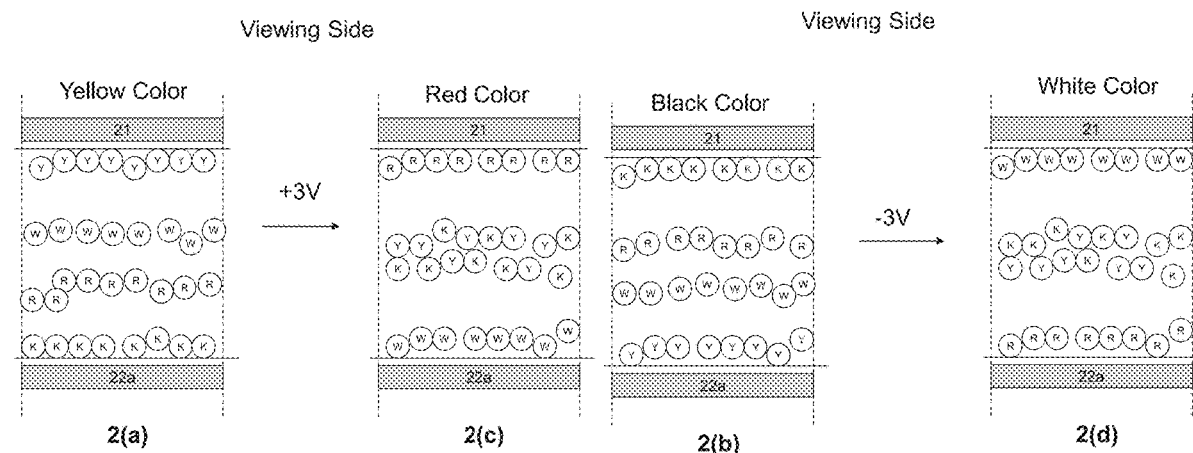 Viewing Side
Viewing Side
Yellow Color
21
Y Y Y Y Y Y Y Y
W W W W W W W W
R R R R R R R R R
K K K K K K K K
22a
2(a)
+3V
Red Color
21
R R R R R R R R
Y Y K Y K Y Y K
K K Y K K Y K
W W W W W W W W
22a
2(c)
Black Color
21
K K K K K K K K
R R R R R R R R
W W W W W W W W
Y Y Y Y Y Y Y Y
22a
2(b)
-3V
White Color
21
W W W W W W W W
K K K Y K Y K K
Y Y Y K Y Y K
R R R R R R R R
22a
2(d)